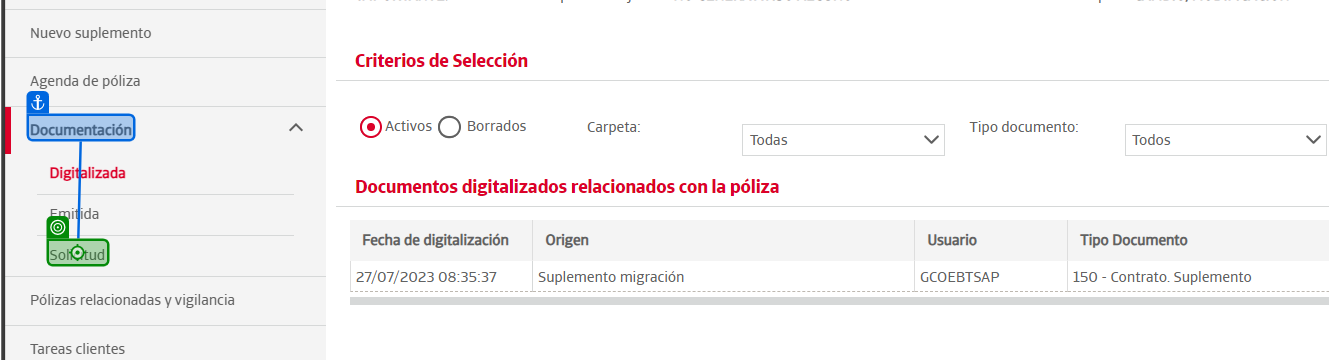 Nuevo suplemento
Agenda de póliza
Documentación
Digitalizada
Emitida
Solicitud
Pólizas relacionadas y vigilancia
Tareas clientes
Criterios de Selección
Activos Borrados Carpeta: Todas Tipo documento: Todos
Documentos digitalizados relacionados con la póliza
Fecha de digitalización Origen Usuario Tipo Documento
27/07/2023 08:35:37 Suplemento migración GCOEBTSAP 150 - Contrato. Suplemento